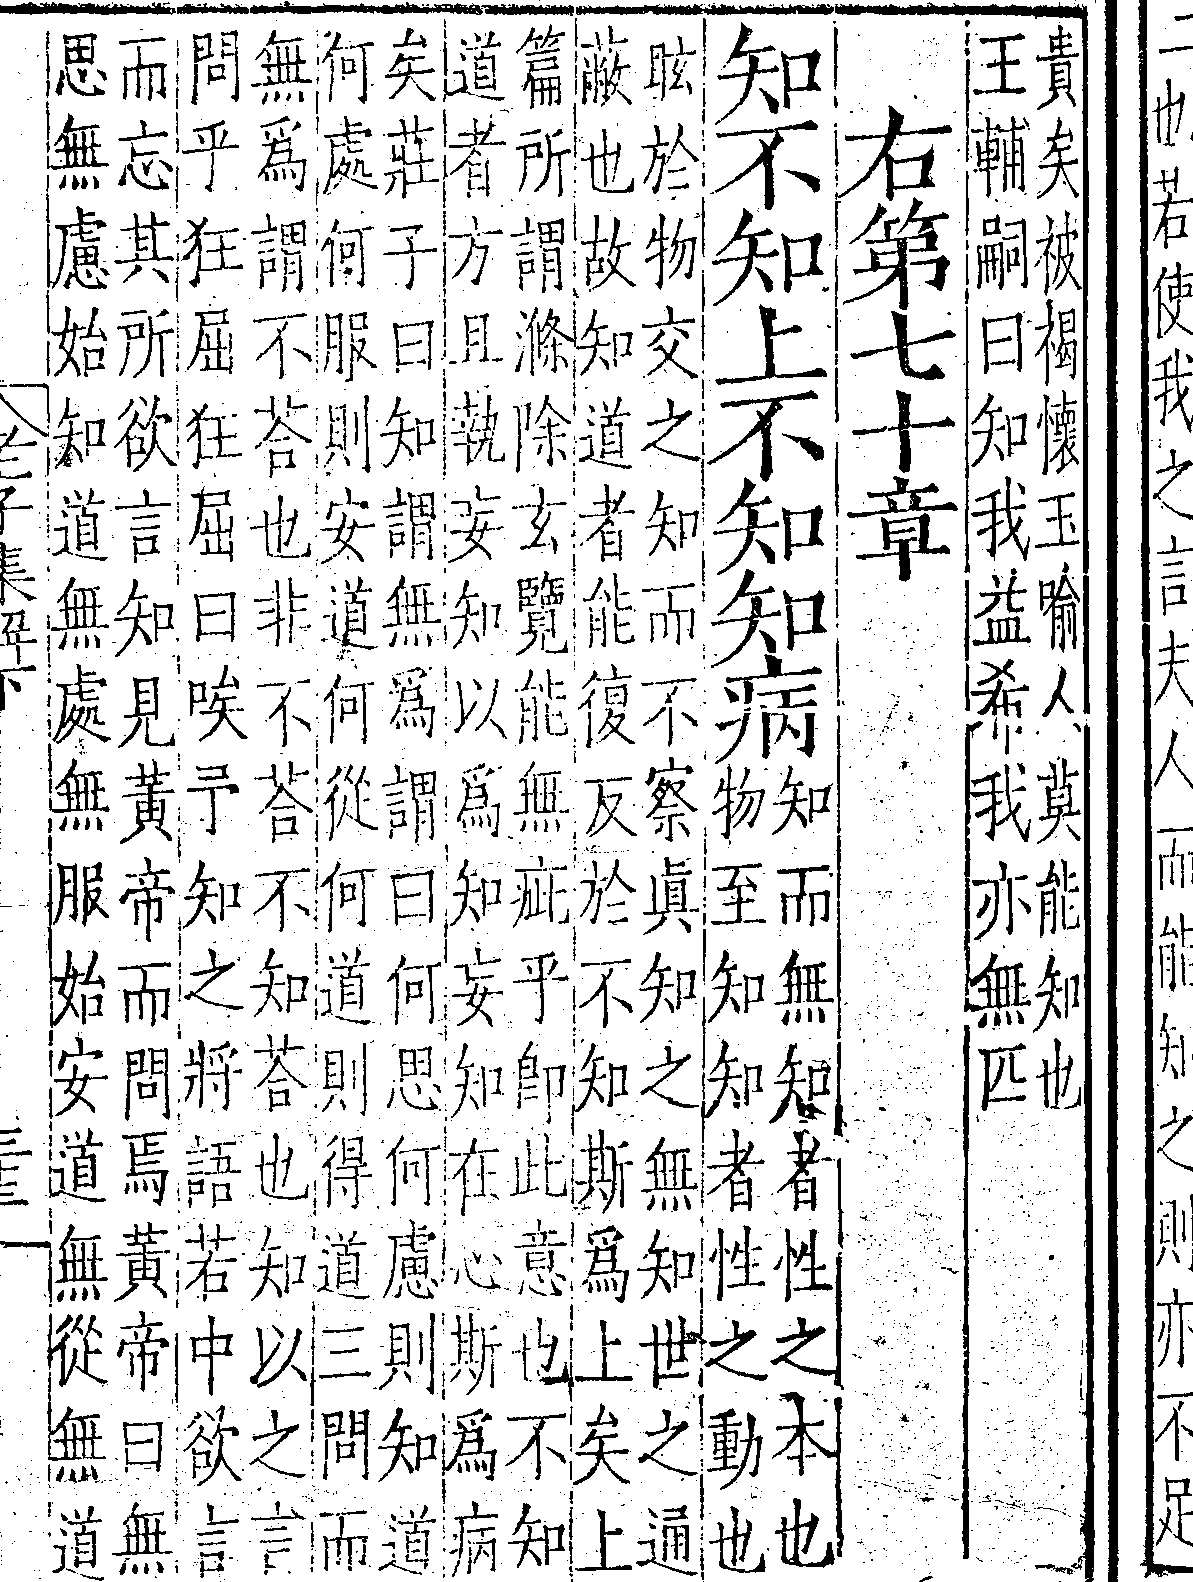 二也若使我之言夫人而能知之則亦不足
貴矣被褐懷玉喻人莫能知也
王輔嗣曰知我益希我亦無匹
右第七十章
知不知上不知知病
知而無知者性之本也
物至知知者性之動也
眩於物交之知而不察眞知之無知世之通
蔽也故知道者能復反於不知斯爲上矣上
篇所謂滌除玄覽能無疵乎卽此意也不知
道者方且執妄知以爲知妄知在心斯爲病
矣莊子曰知謂無爲謂曰何思何慮則知道
何處何服則安道何從何道則得道三問而
無爲謂不荅也非不荅不知荅也知以之言
問乎狂屈狂屈曰唉予知之將語若中欲言
而忘其所欲言知見黃帝而問焉黃帝曰無
思無慮始知道無處無服始安道無從無道
老子集解下